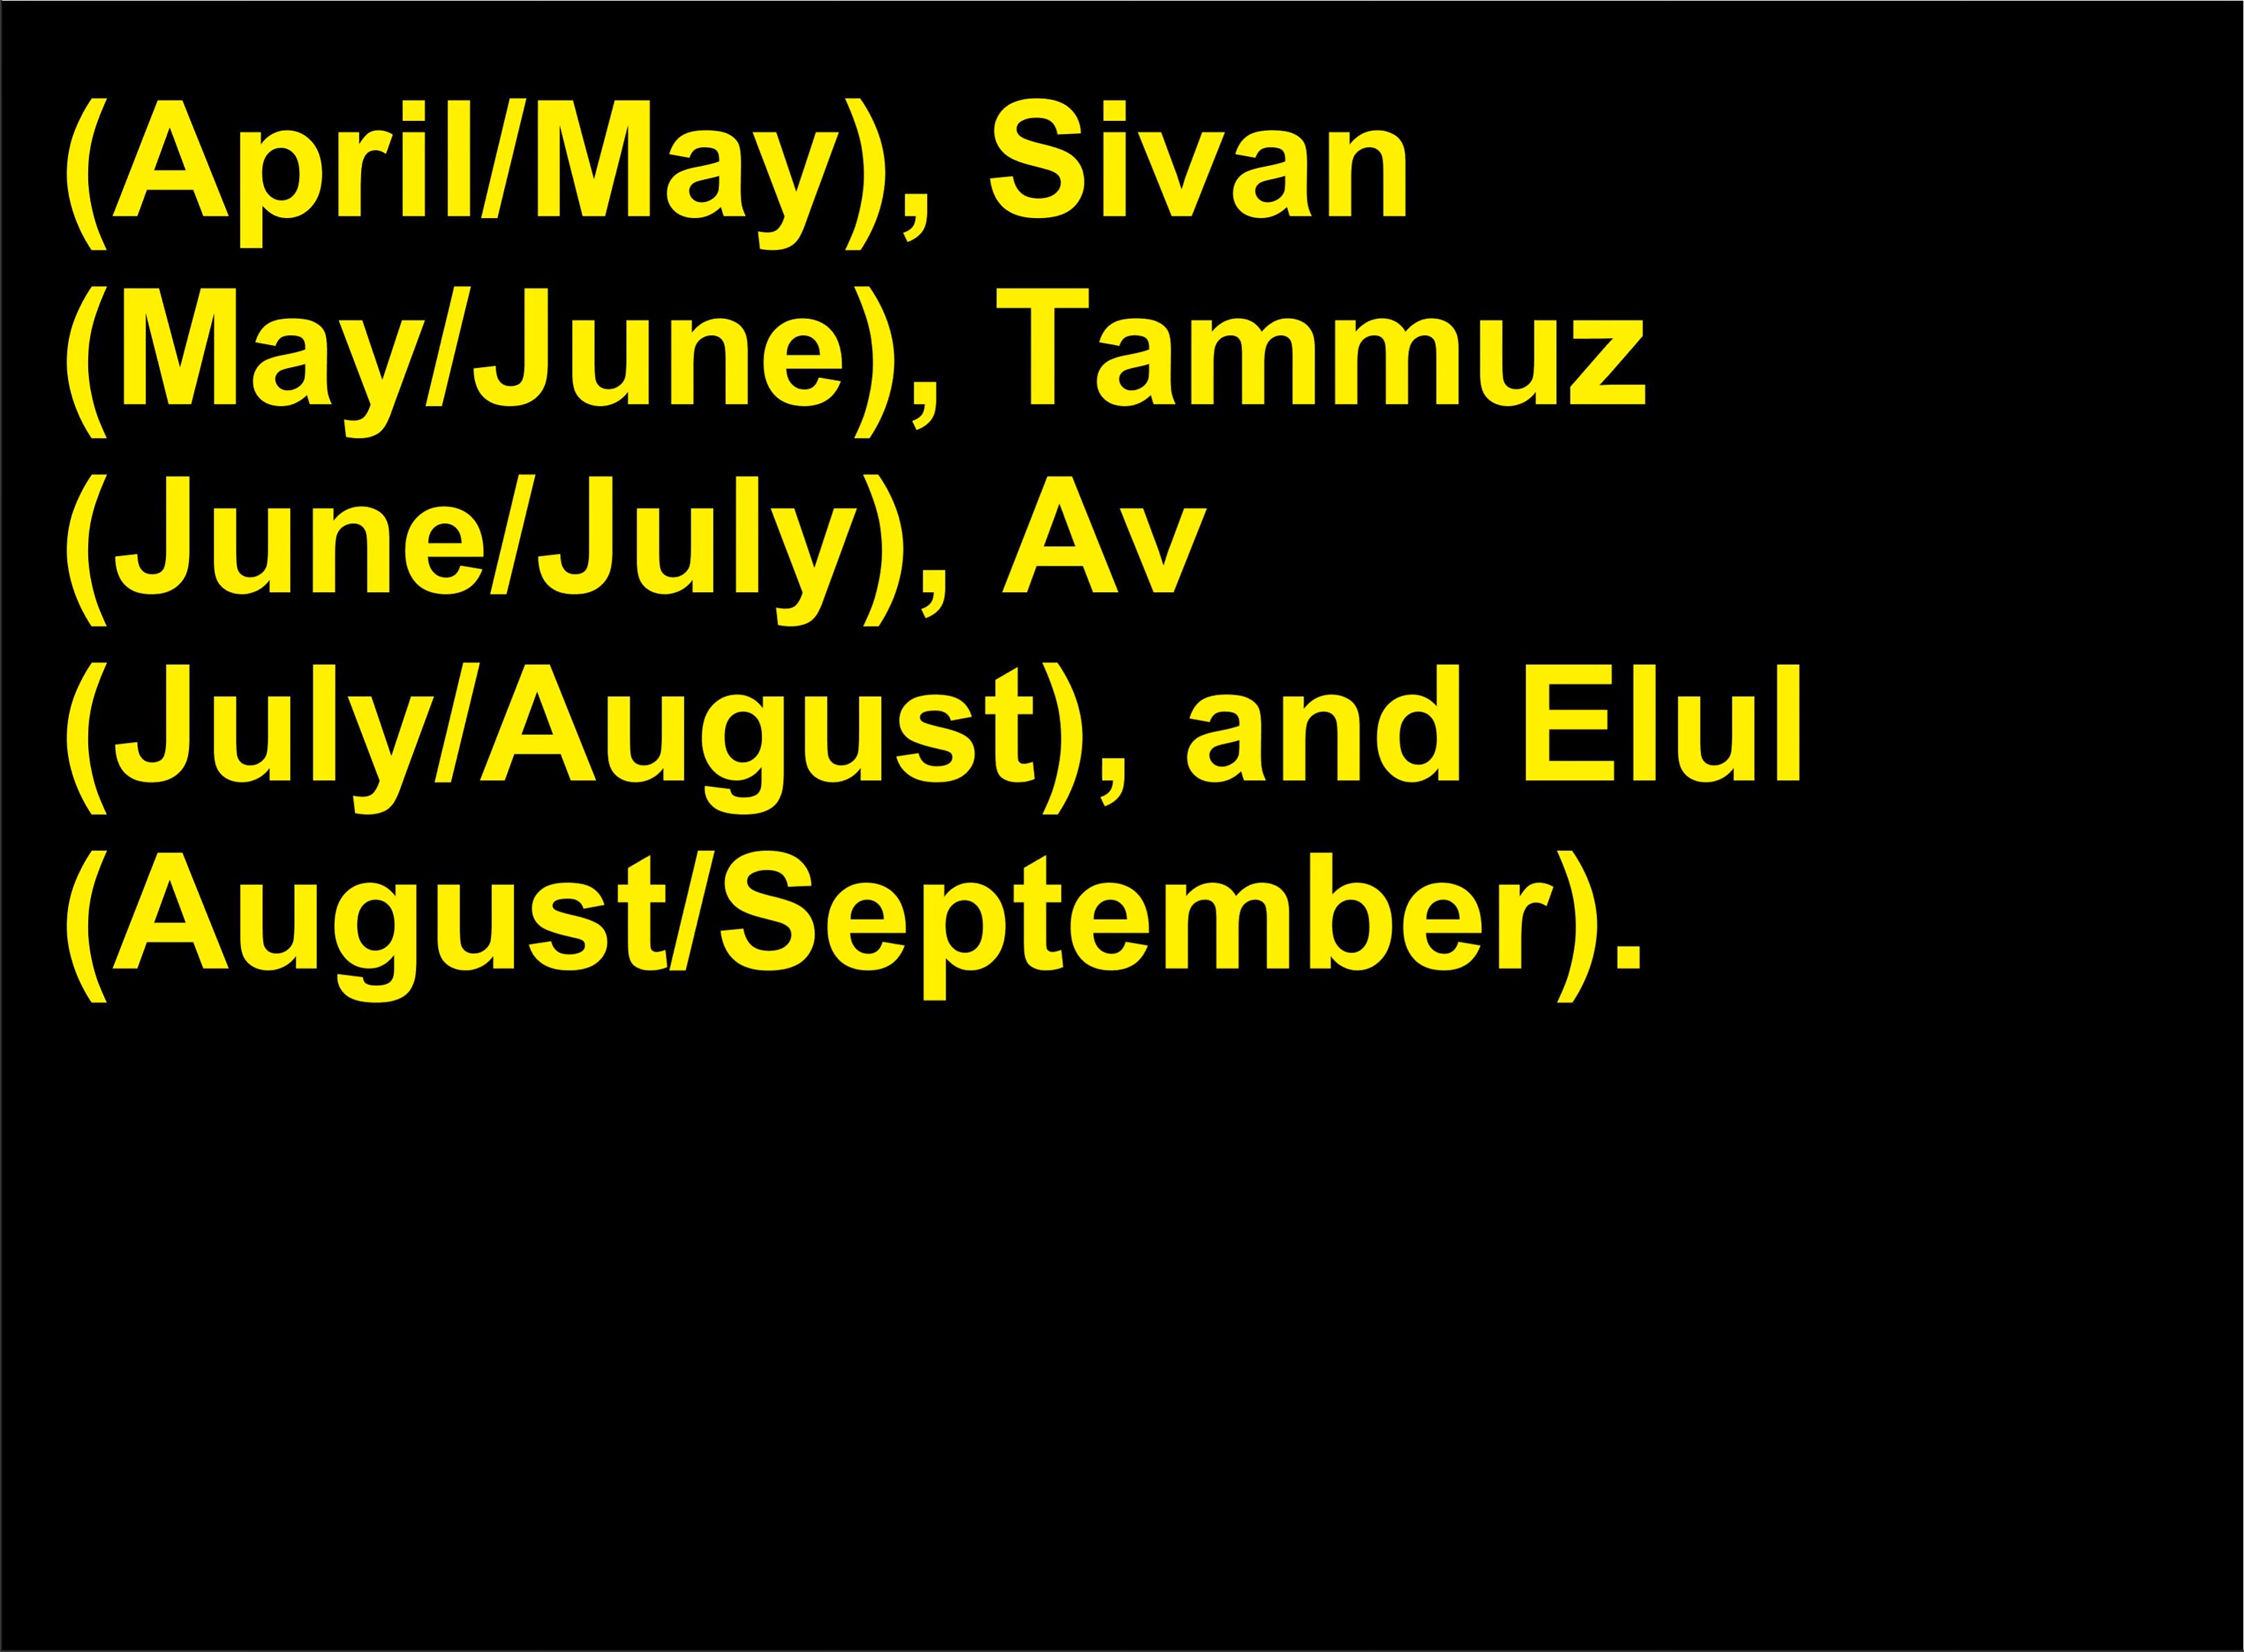 (April/May), Sivan
(May/June), Tammuz
(June/July), Av
(July/August), and Elul
(August/September).